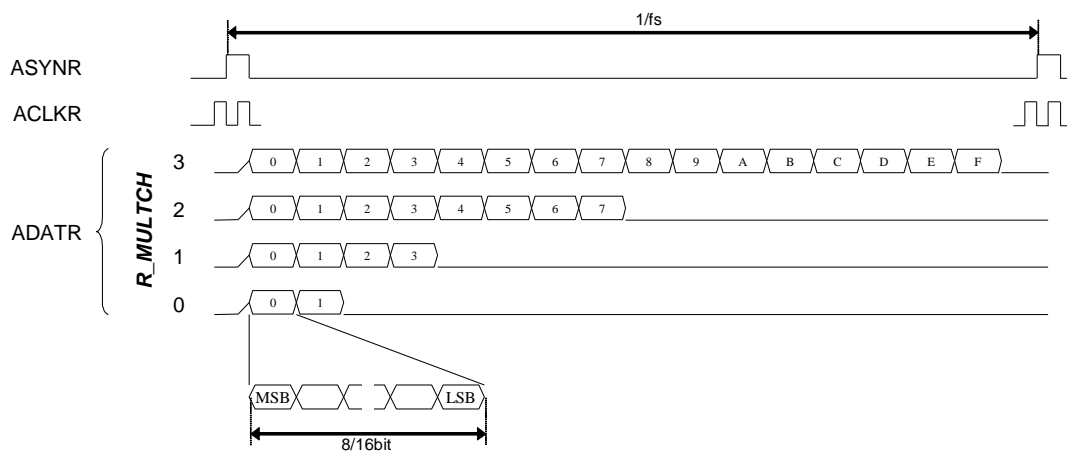 1/fs
ASYNR
ACLKR
ADATR
R_MULTCH
3 0 1 2 3 4 5 6 7 8 9 A B C D E F
2 0 1 2 3 4 5 6 7
1 0 1 2 3
0 0 1
MSB LSB
8/16bit